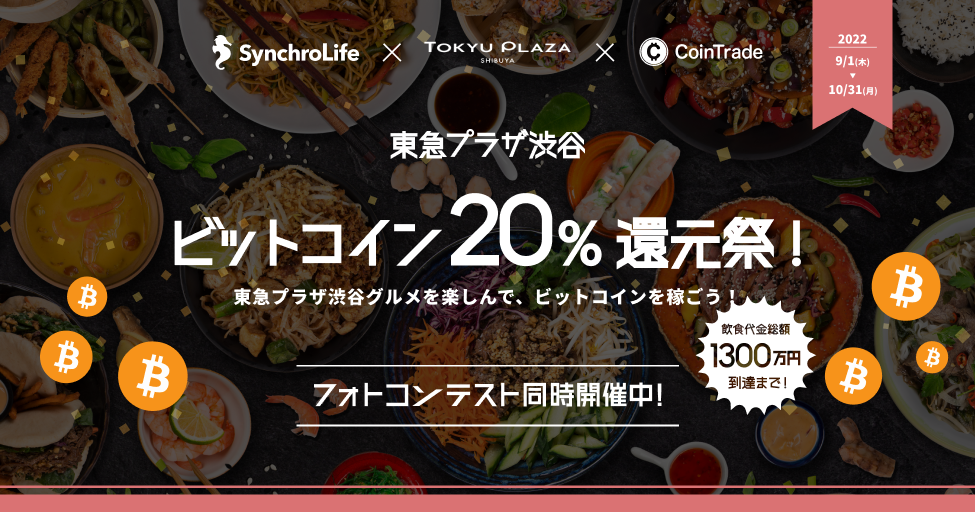 SynchroLife × TOKYU PLAZA SHIBUYA × CoinTrade
2022
9/1(木)
▼
10/31(月)
東急プラザ渋谷
ビットコイン20%還元祭！
東急プラザ渋谷グルメを楽しんで、ビットコインを稼ごう！
飲食代金総額
1300万円
到達まで！
フォトコンテスト同時開催中！